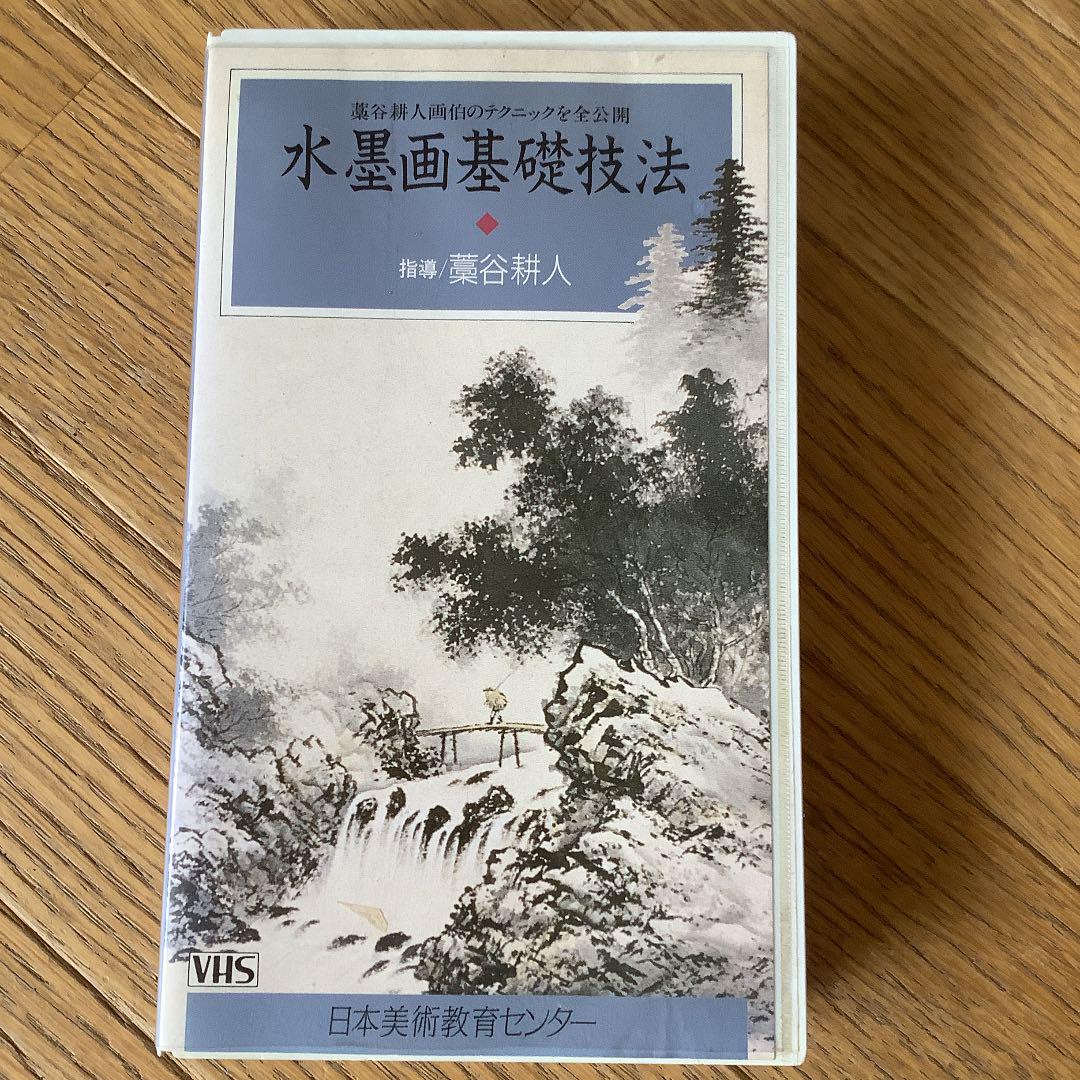 藁谷耕人画伯のテクニックを全公開
水墨画基礎技法
指導/藁谷耕人
VHS
日本美術教育センター